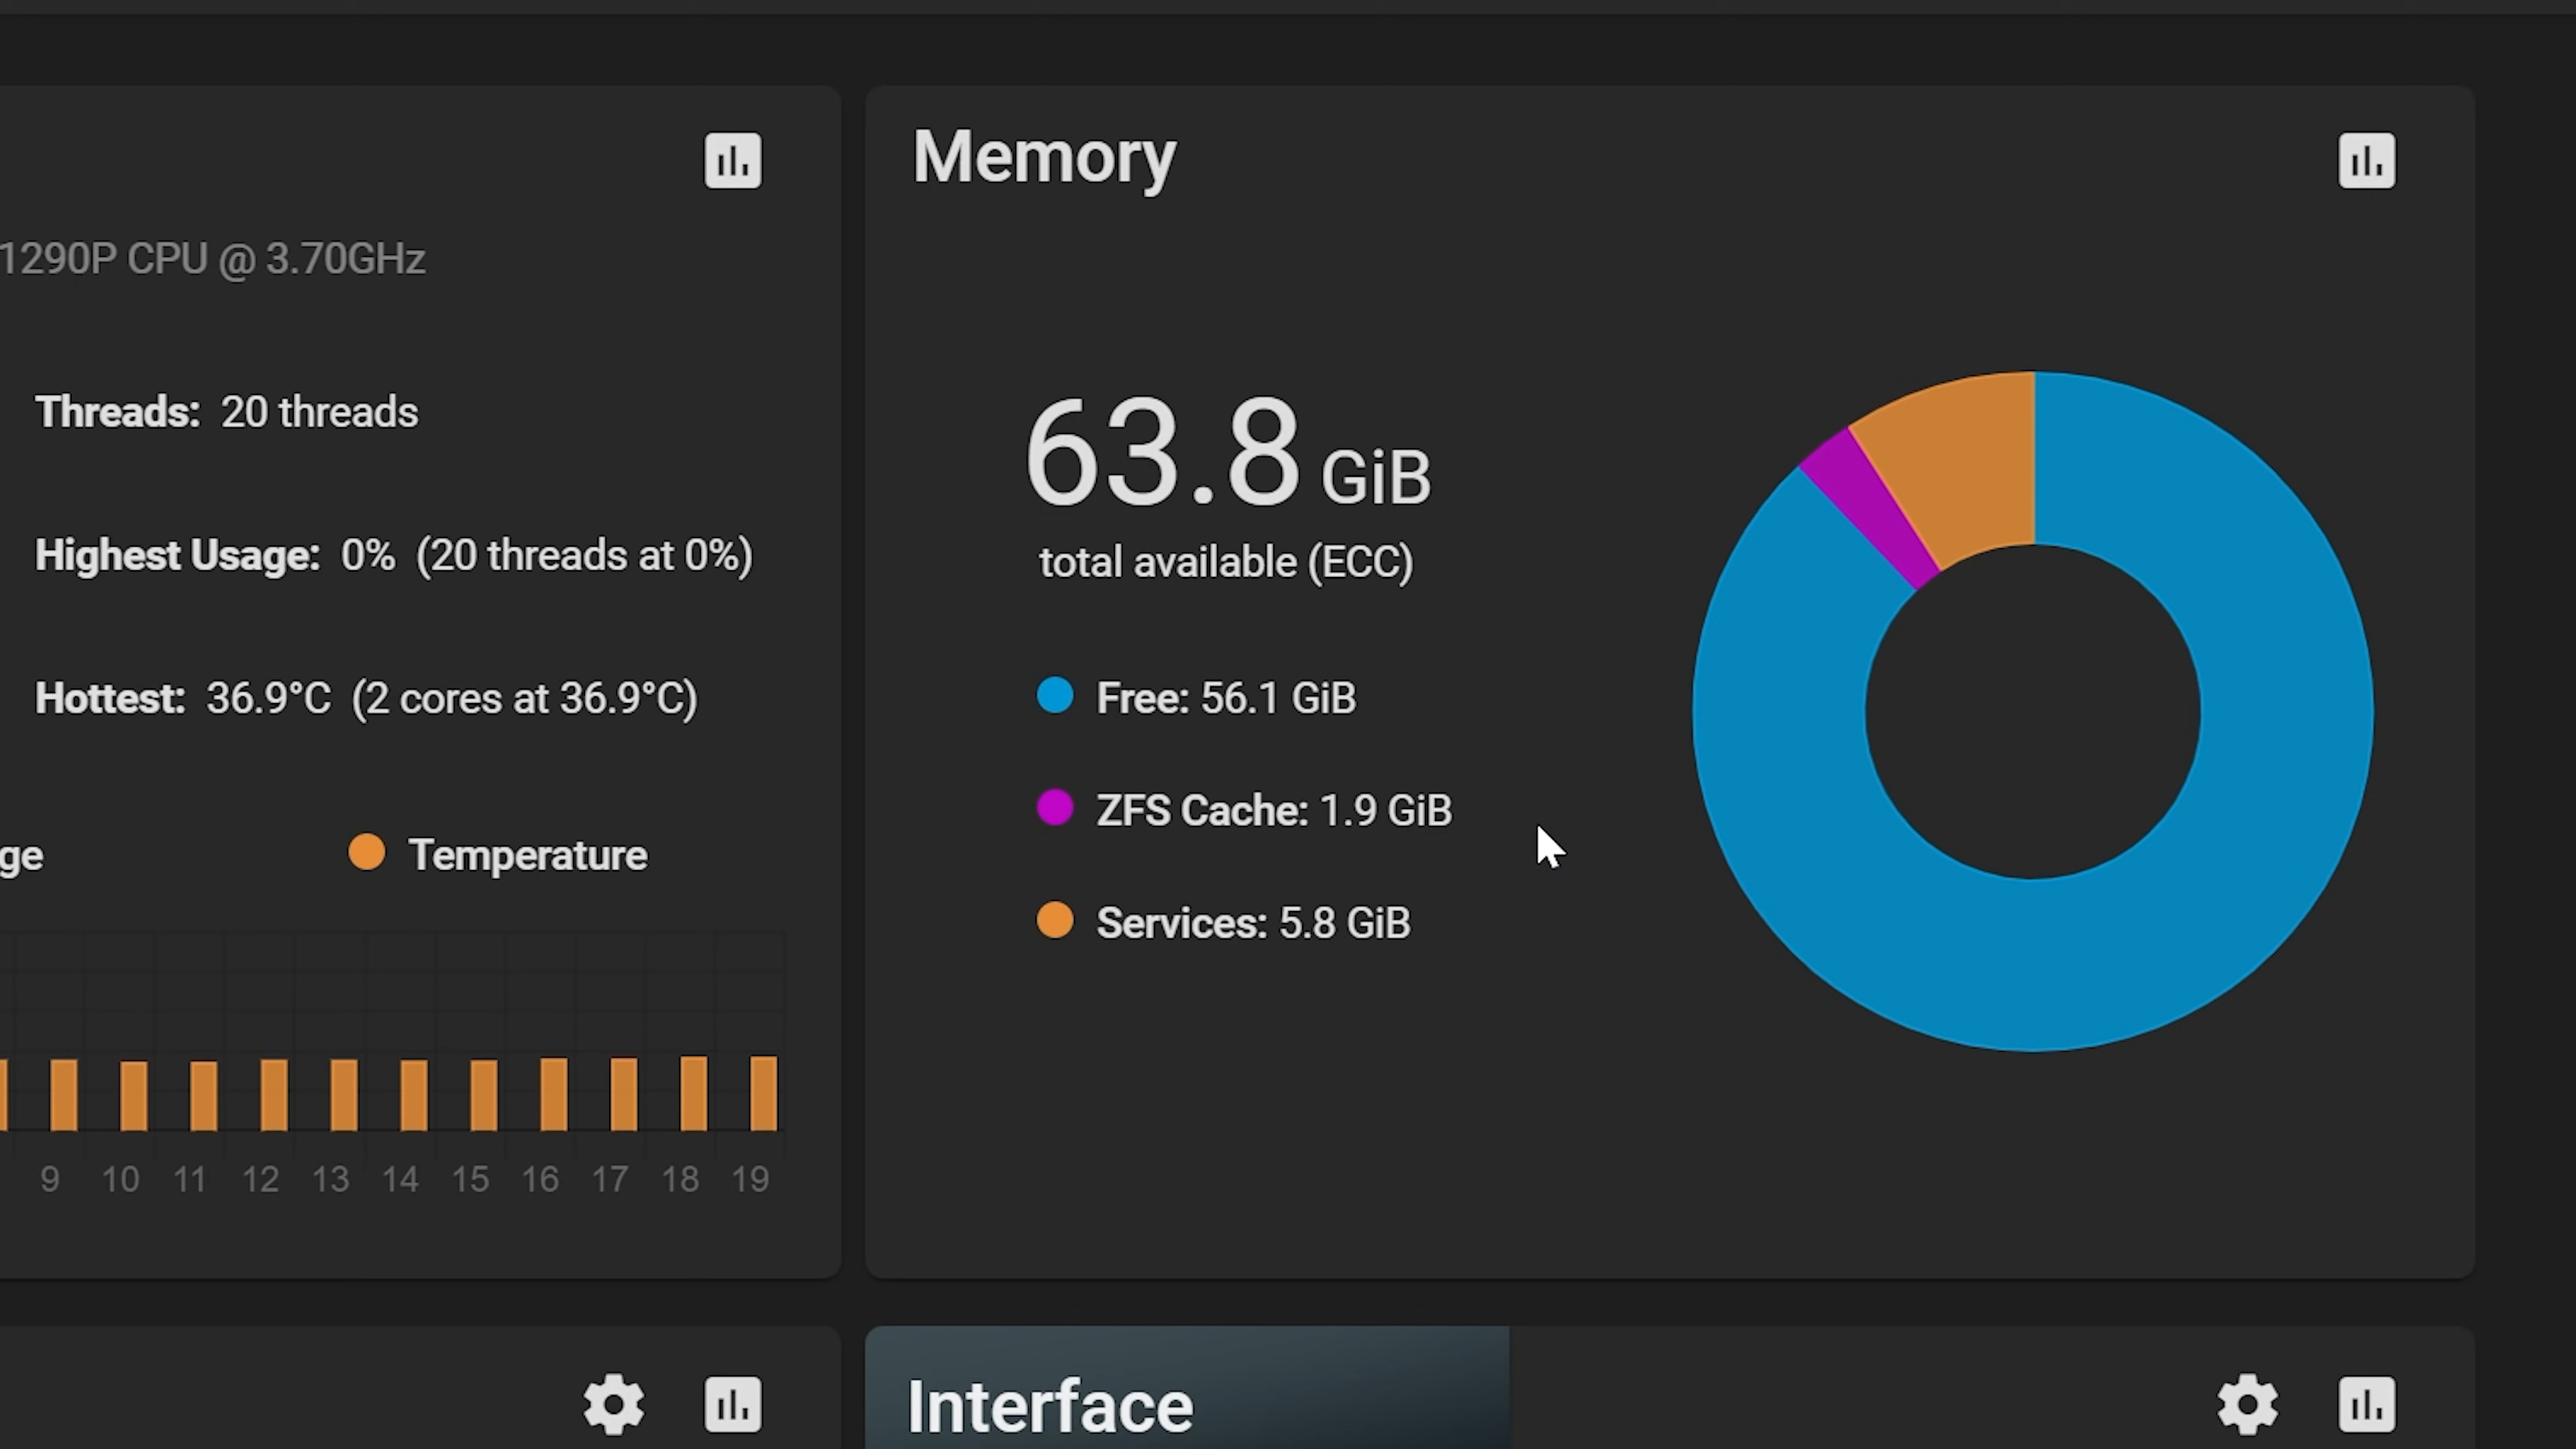 1290P CPU @ 3.70GHz
Threads: 20 threads
Highest Usage: 0% (20 threads at 0%)
Hottest: 36.9°C (2 cores at 36.9°C)
ge
Temperature
9 10 11 12 13 14 15 16 17 18 19
Memory
63.8 GiB
total available (ECC)
Free: 56.1 GiB
ZFS Cache: 1.9 GiB
Services: 5.8 GiB
Interface